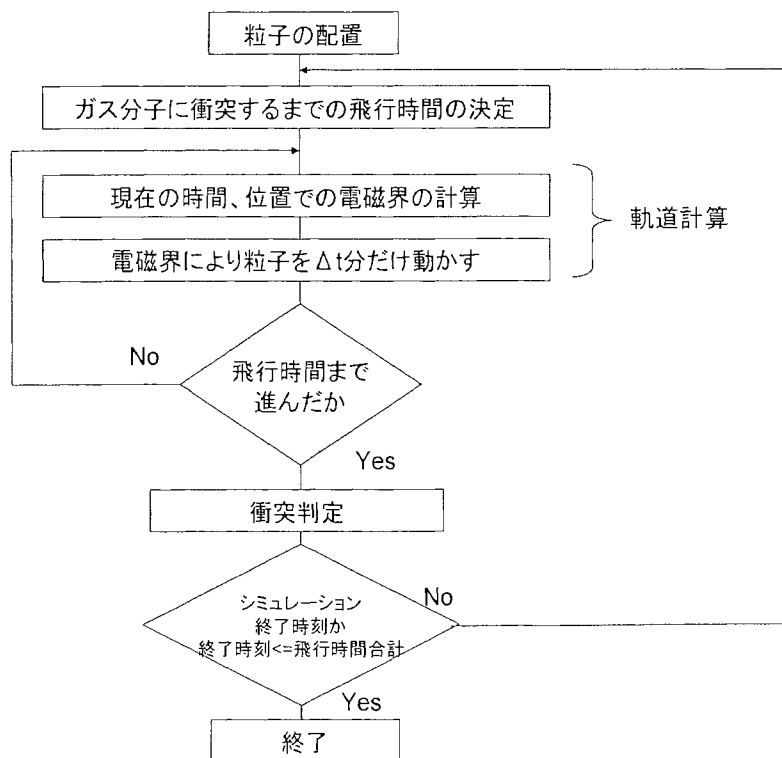 粒子の配置
ガス分子に衝突するまでの飛行時間の決定
現在の時間、位置での電磁界の計算
電磁界により粒子をΔt分だけ動かす
軌道計算
No
飛行時間まで
進んだか
Yes
衝突判定
シミュレーション
終了時刻か
終了時刻<=飛行時間合計
No
Yes
終了